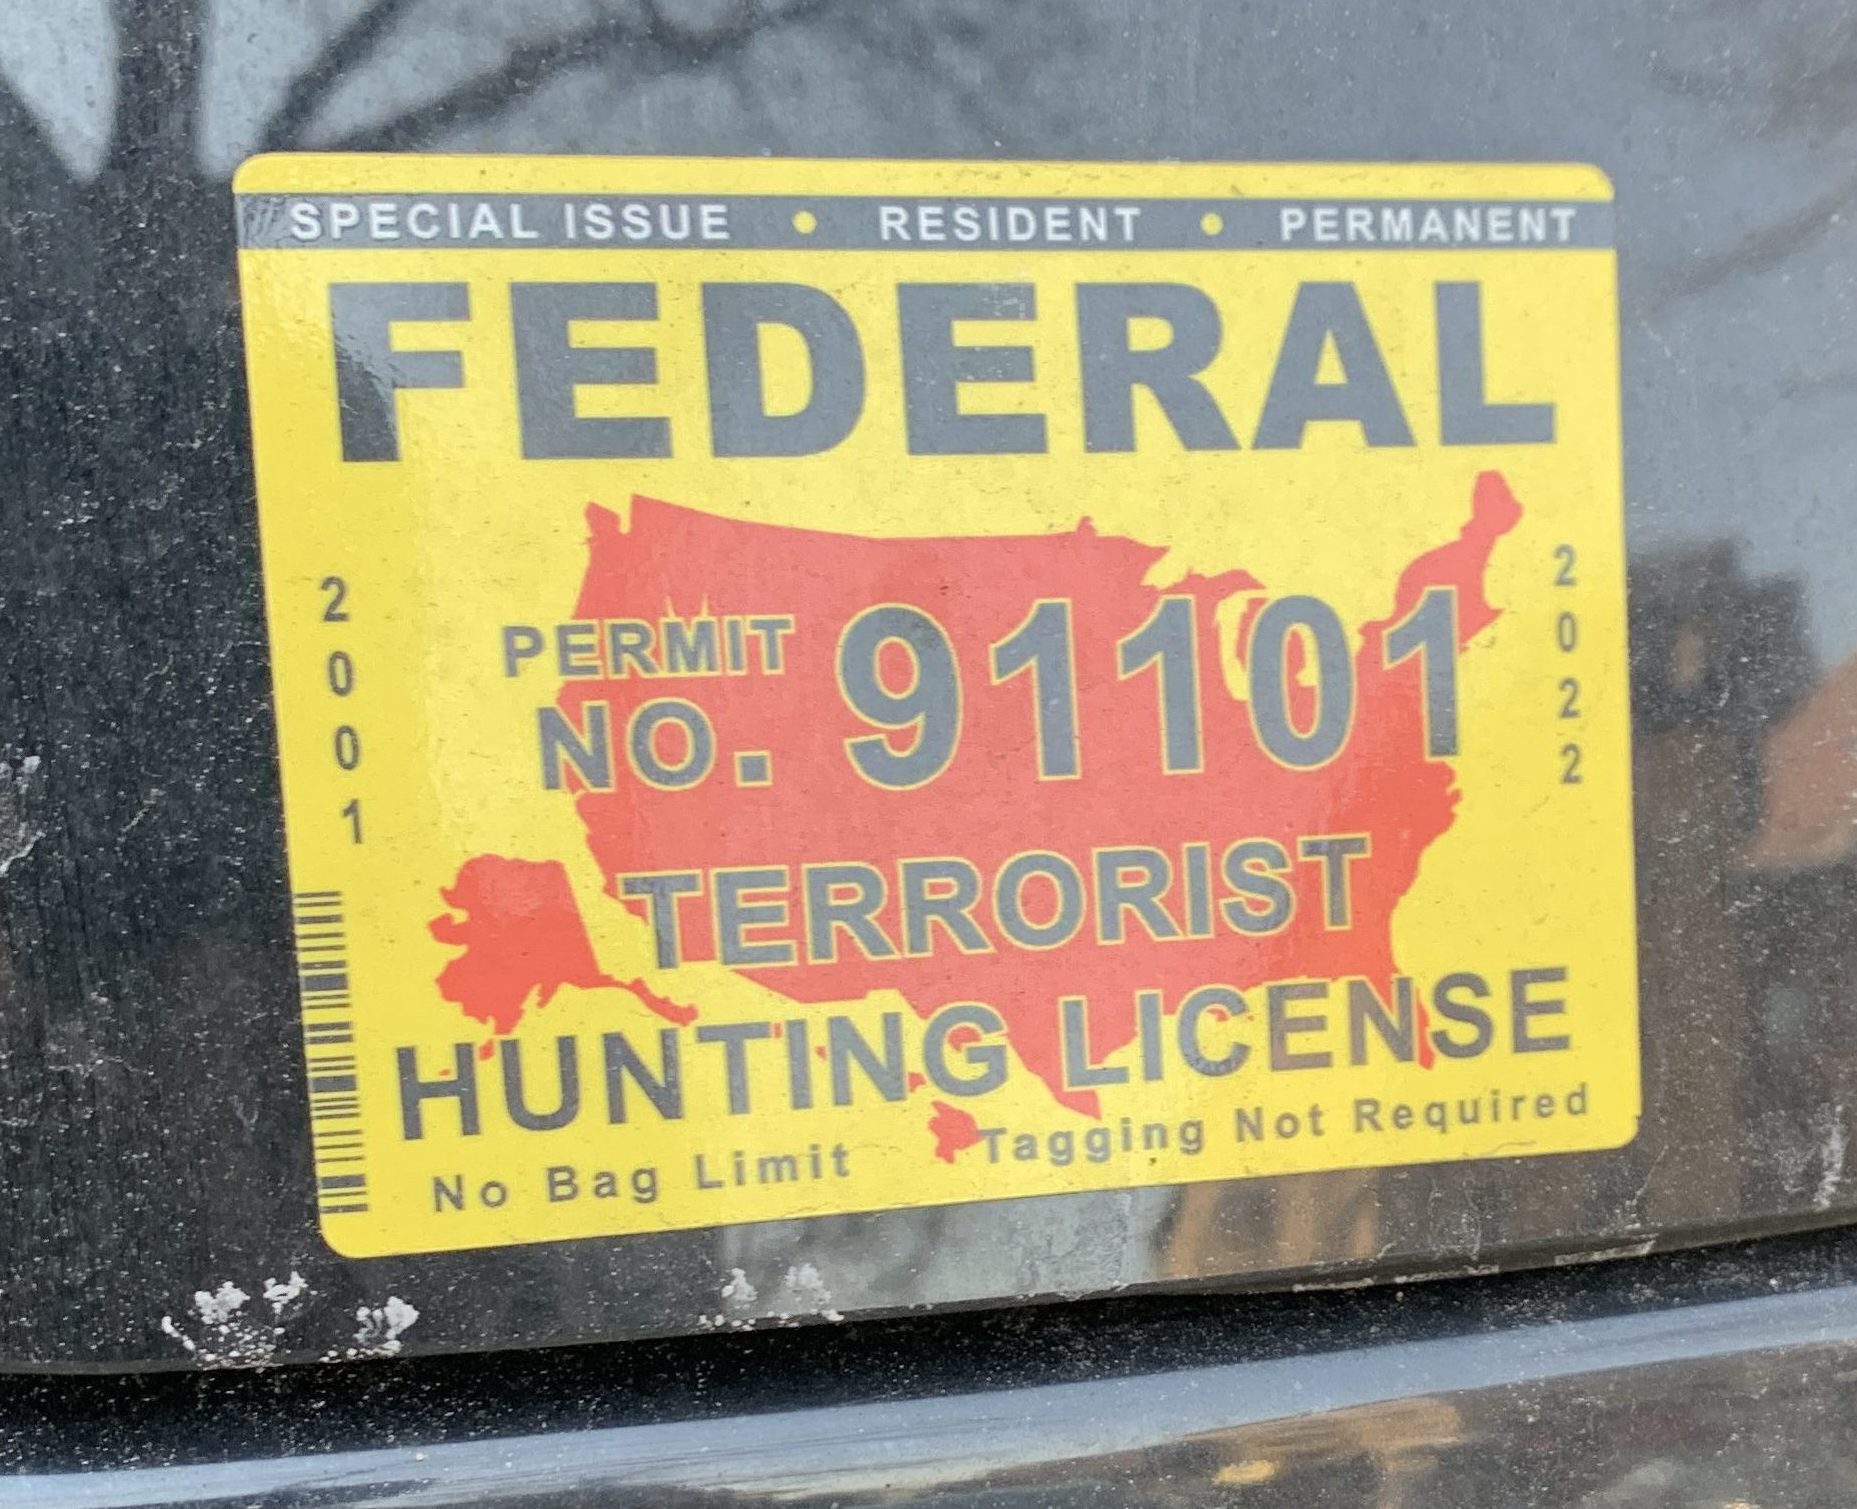 SPECIAL ISSUE • RESIDENT • PERMANENT
FEDERAL
2001
PERMIT NO. 91101
2022
TERRORIST
HUNTING LICENSE
No Bag Limit Tagging Not Required